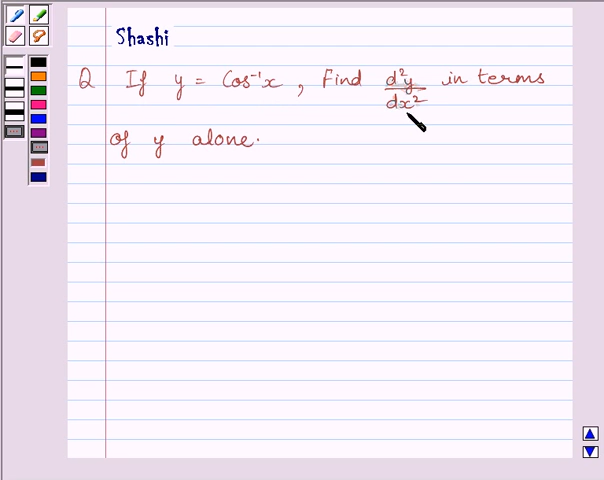 Shashi
Q If y = Cos⁻¹x , Find d²y/dx² in terms
of y alone.